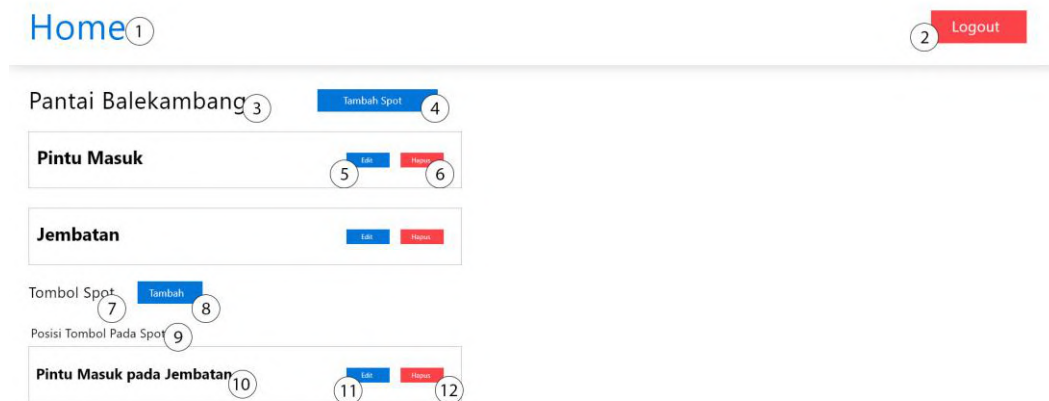 Home 1
2 Logout
Pantai Balekambang 3 Tambah Spot 4
Pintu Masuk Edit 5 Hapus 6
Jembatan Edit Hapus
Tombol Spot 7 Tambah 8
Posisi Tombol Pada Spot 9
Pintu Masuk pada Jembatan 10 Edit 11 Hapus 12